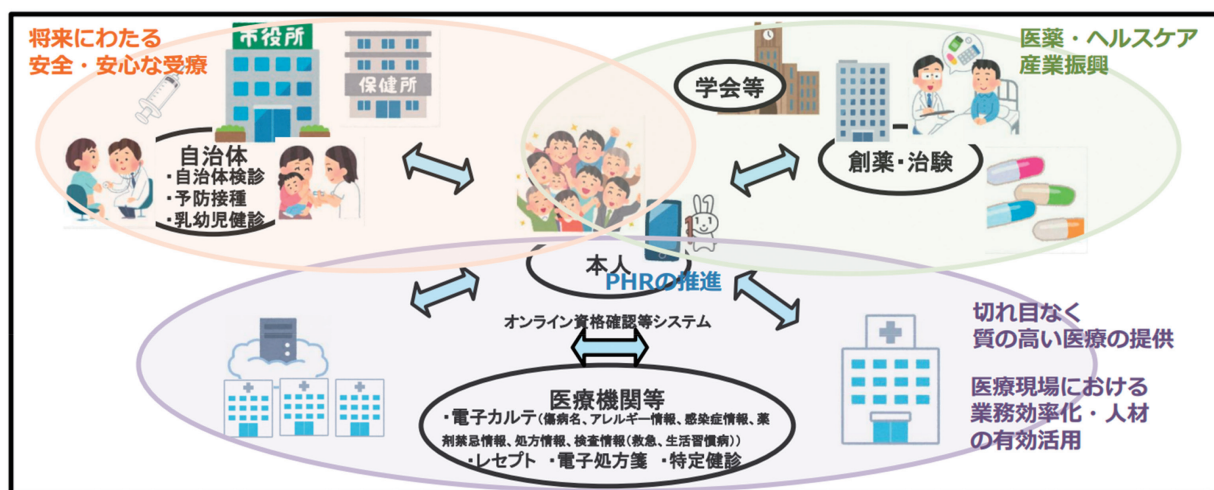 将来にわたる
安全・安心な受療
市役所
保健所
自治体
・自治体検診
・予防接種
・乳幼児健診
医薬・ヘルスケア
産業振興
学会等
創薬・治験
本人
PHRの推進
オンライン資格確認等システム
医療機関等
・電子カルテ(傷病名、アレルギー情報、感染症情報、薬
剤禁忌情報、処方情報、検査情報(救急、生活習慣病))
・レセプト ・電子処方箋 ・特定健診
切れ目なく
質の高い医療の提供
医療現場における
業務効率化・人材
の有効活用